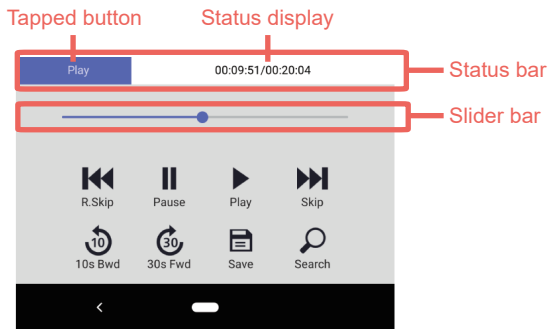 Tapped button
Status display
Play
00:09:51/00:20:04
Status bar
Slider bar
R.Skip
Pause
Play
Skip
10
30
10s Bwd
30s Fwd
Save
Search